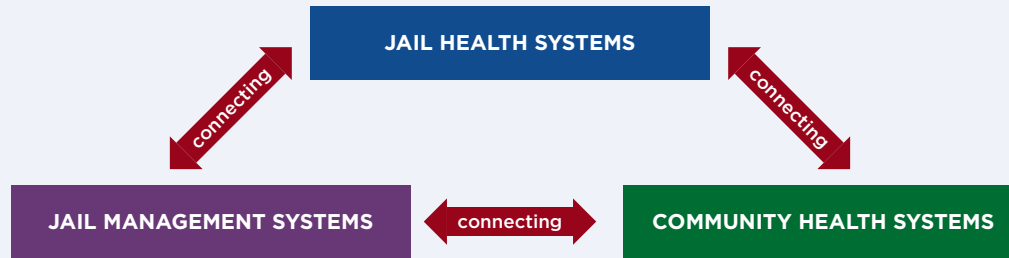 JAIL HEALTH SYSTEMS
connecting
connecting
JAIL MANAGEMENT SYSTEMS
connecting
COMMUNITY HEALTH SYSTEMS